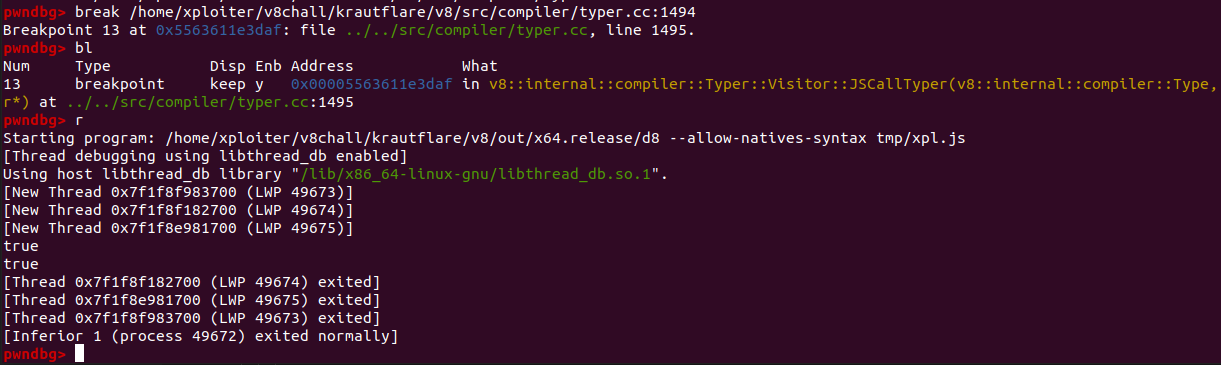 pwndbg> break /home/xploiter/v8chall/krautflare/v8/src/compiler/typer.cc:1494
Breakpoint 13 at 0x5563611e3daf: file ../../src/compiler/typer.cc, line 1495.
pwndbg> bl
Num     Type           Disp Enb Address            What
13      breakpoint     keep y   0x00005563611e3daf in v8::internal::compiler::Typer::Visitor::JSCallTyper(v8::internal::compiler::Type,
r*) at ../../src/compiler/typer.cc:1495
pwndbg> r
Starting program: /home/xploiter/v8chall/krautflare/v8/out/x64.release/d8 --allow-natives-syntax tmp/xpl.js
[Thread debugging using libthread_db enabled]
Using host libthread_db library "/lib/x86_64-linux-gnu/libthread_db.so.1".
[New Thread 0x7f1f8f983700 (LWP 49673)]
[New Thread 0x7f1f8f182700 (LWP 49674)]
[New Thread 0x7f1f8e981700 (LWP 49675)]
true
true
[Thread 0x7f1f8f182700 (LWP 49674) exited]
[Thread 0x7f1f8e981700 (LWP 49675) exited]
[Thread 0x7f1f8f983700 (LWP 49673) exited]
[Inferior 1 (process 49672) exited normally]
pwndbg>